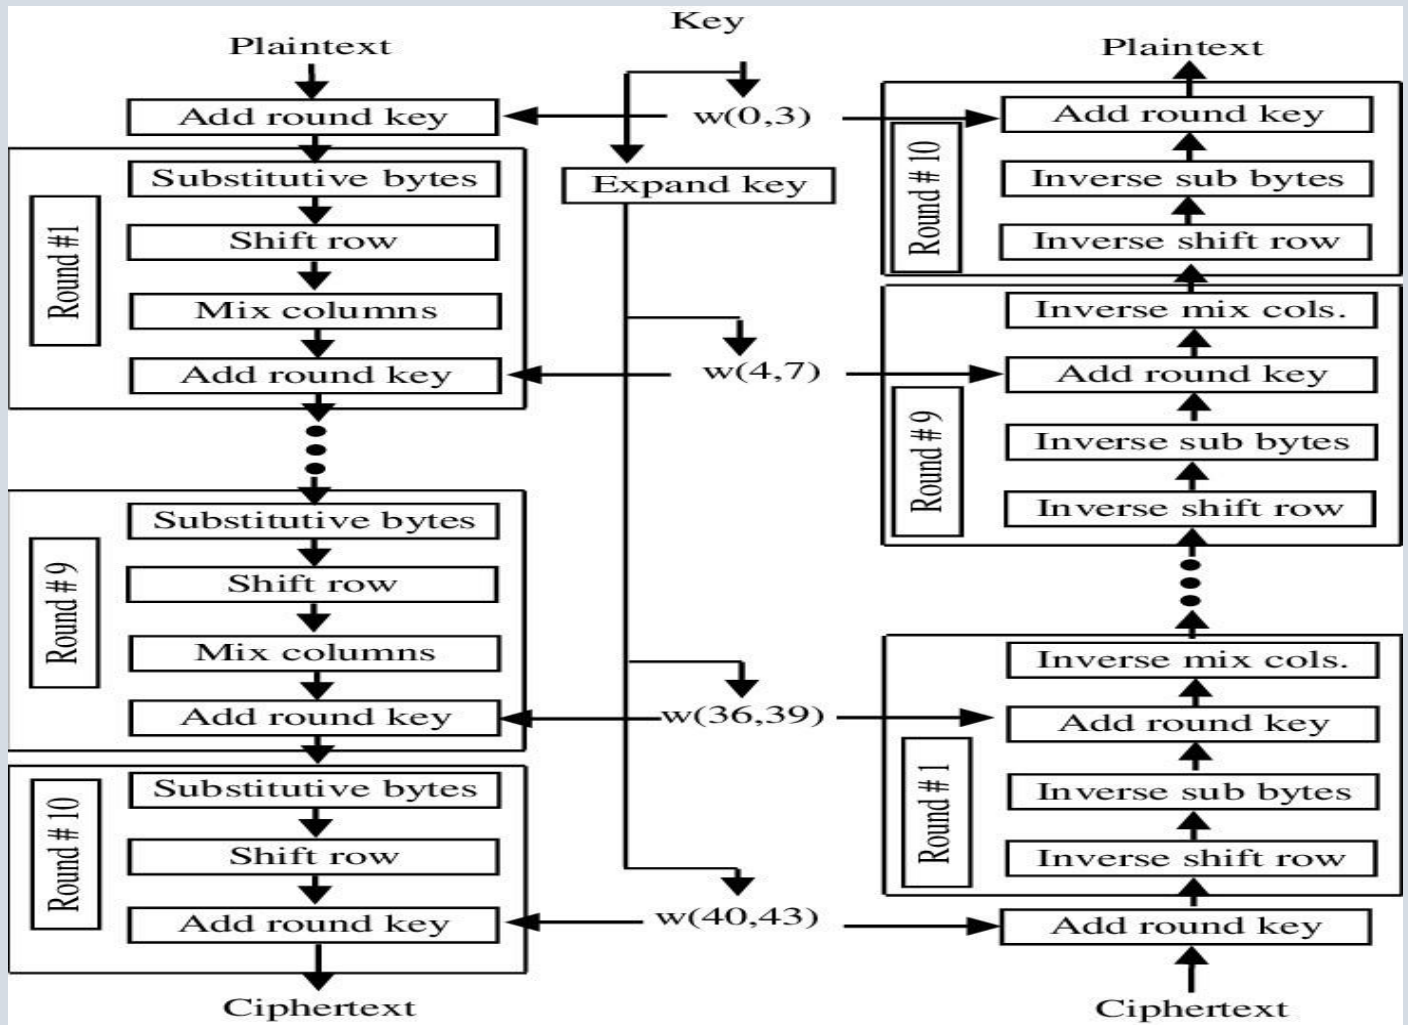 Key
Plaintext
Add round key
Round #1
Substitutive bytes
Shift row
Mix columns
Add round key
Round # 9
Substitutive bytes
Shift row
Mix columns
Add round key
Round # 10
Substitutive bytes
Shift row
Add round key
Ciphertext
w(0,3)
Expand key
w(4,7)
w(36,39)
w(40,43)
Plaintext
Add round key
Round # 10
Inverse sub bytes
Inverse shift row
Inverse mix cols.
Add round key
Round # 9
Inverse sub bytes
Inverse shift row
Inverse mix cols.
Add round key
Round # 1
Inverse sub bytes
Inverse shift row
Add round key
Ciphertext